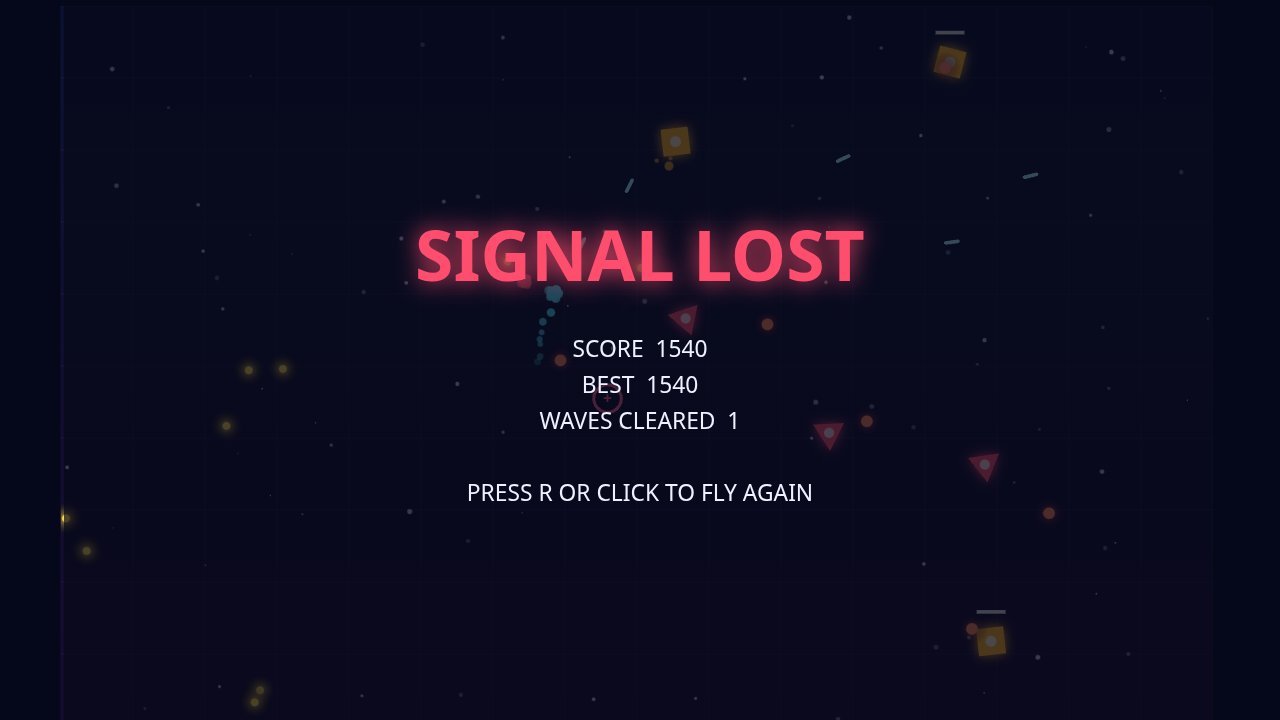 SIGNAL LOST
SCORE 1540
BEST 1540
WAVES CLEARED 1
PRESS R OR CLICK TO FLY AGAIN